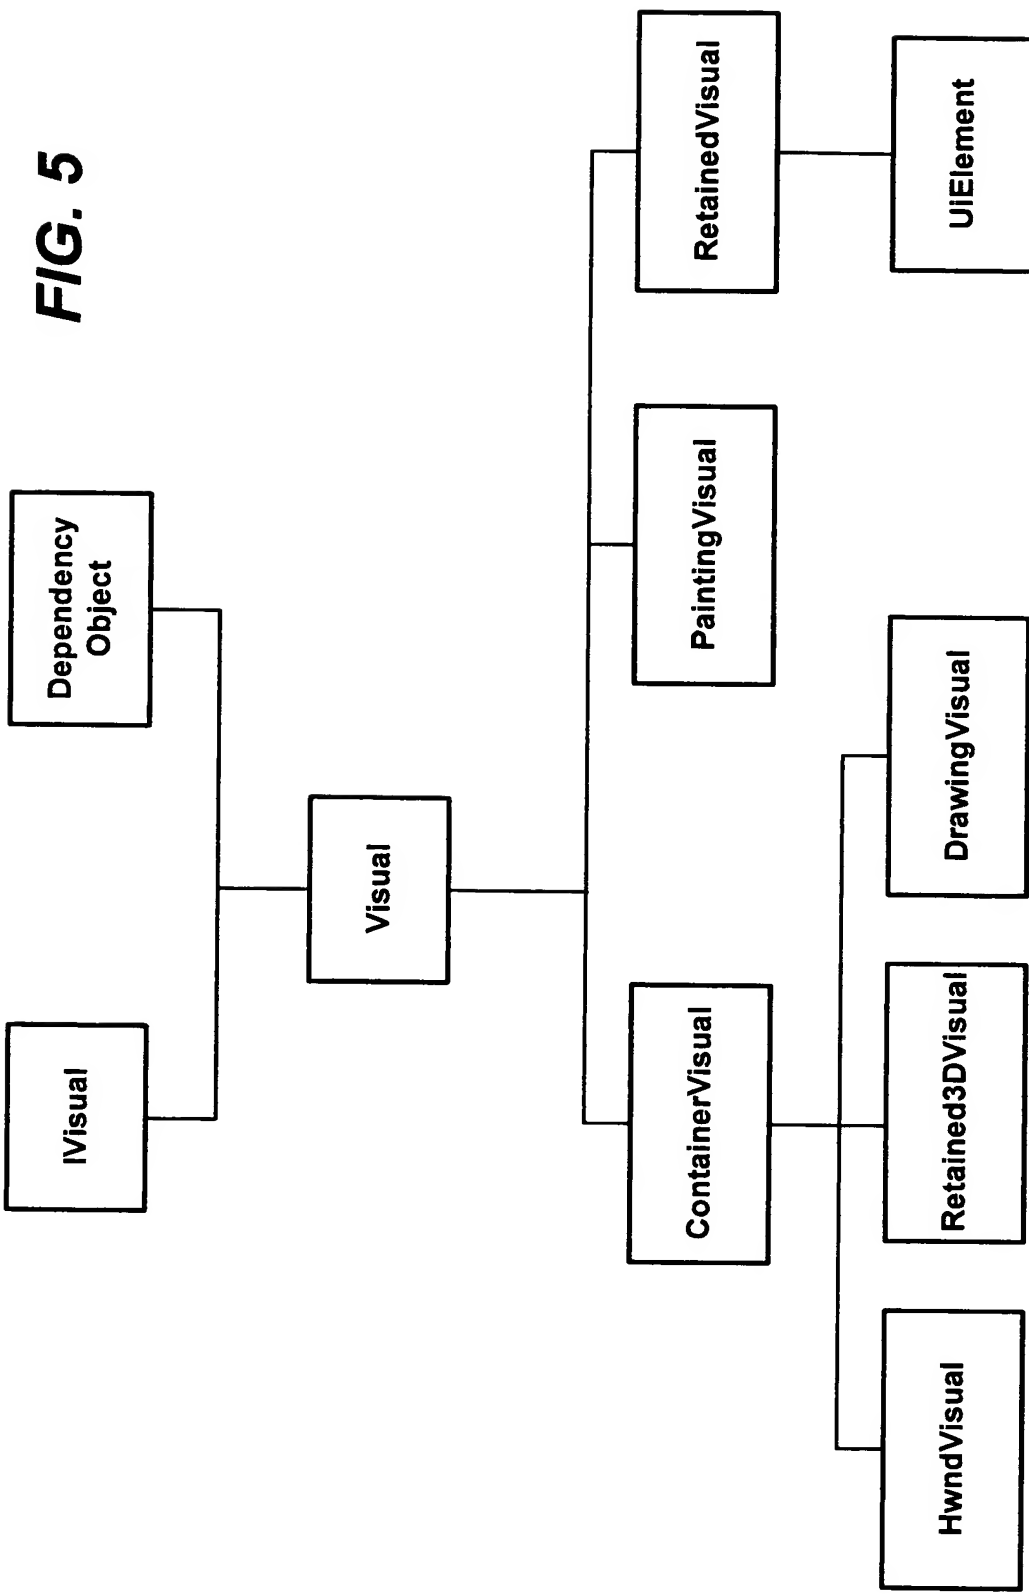 FIG. 5
IVisual
Dependency
Object
Visual
ContainerVisual
PaintingVisual
RetainedVisual
HwndVisual
Retained3DVisual
DrawingVisual
UiElement